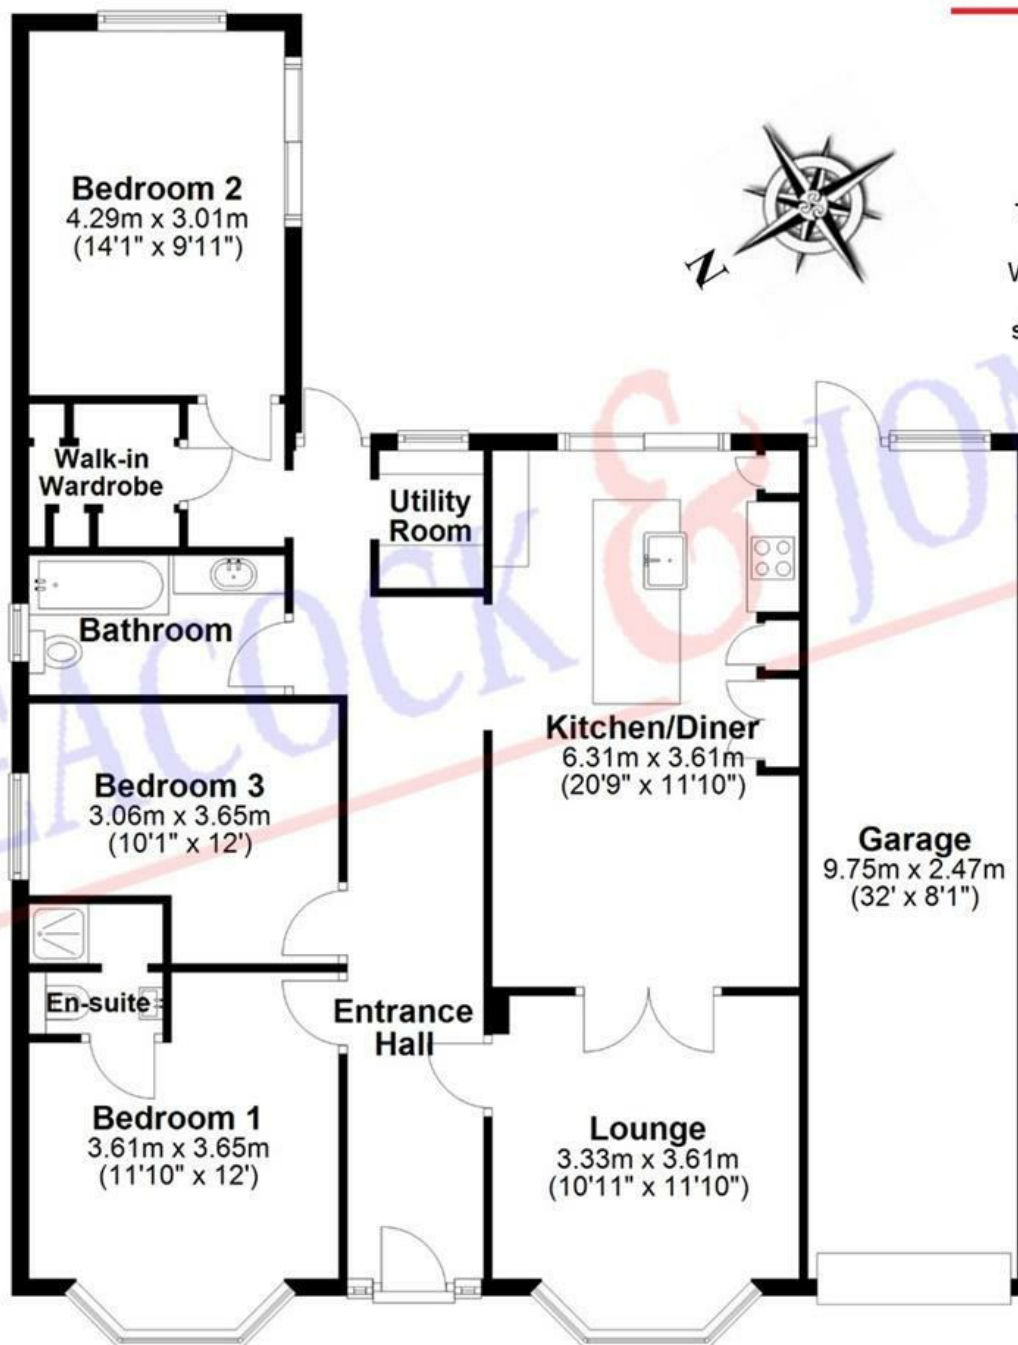 Bedroom 2
4.29m x 3.01m
(14'1" x 9'11")
N
Walk-in
Wardrobe
Utility
Room
Bathroom
Kitchen/Diner
6.31m x 3.61m
(20'9" x 11'10")
Bedroom 3
3.06m x 3.65m
(10'1" x 12')
Garage
9.75m x 2.47m
(32' x 8'1")
En-suite
Entrance
Hall
Bedroom 1
3.61m x 3.65m
(11'10" x 12')
Lounge
3.33m x 3.61m
(10'11" x 11'10")
EACOCK & JON